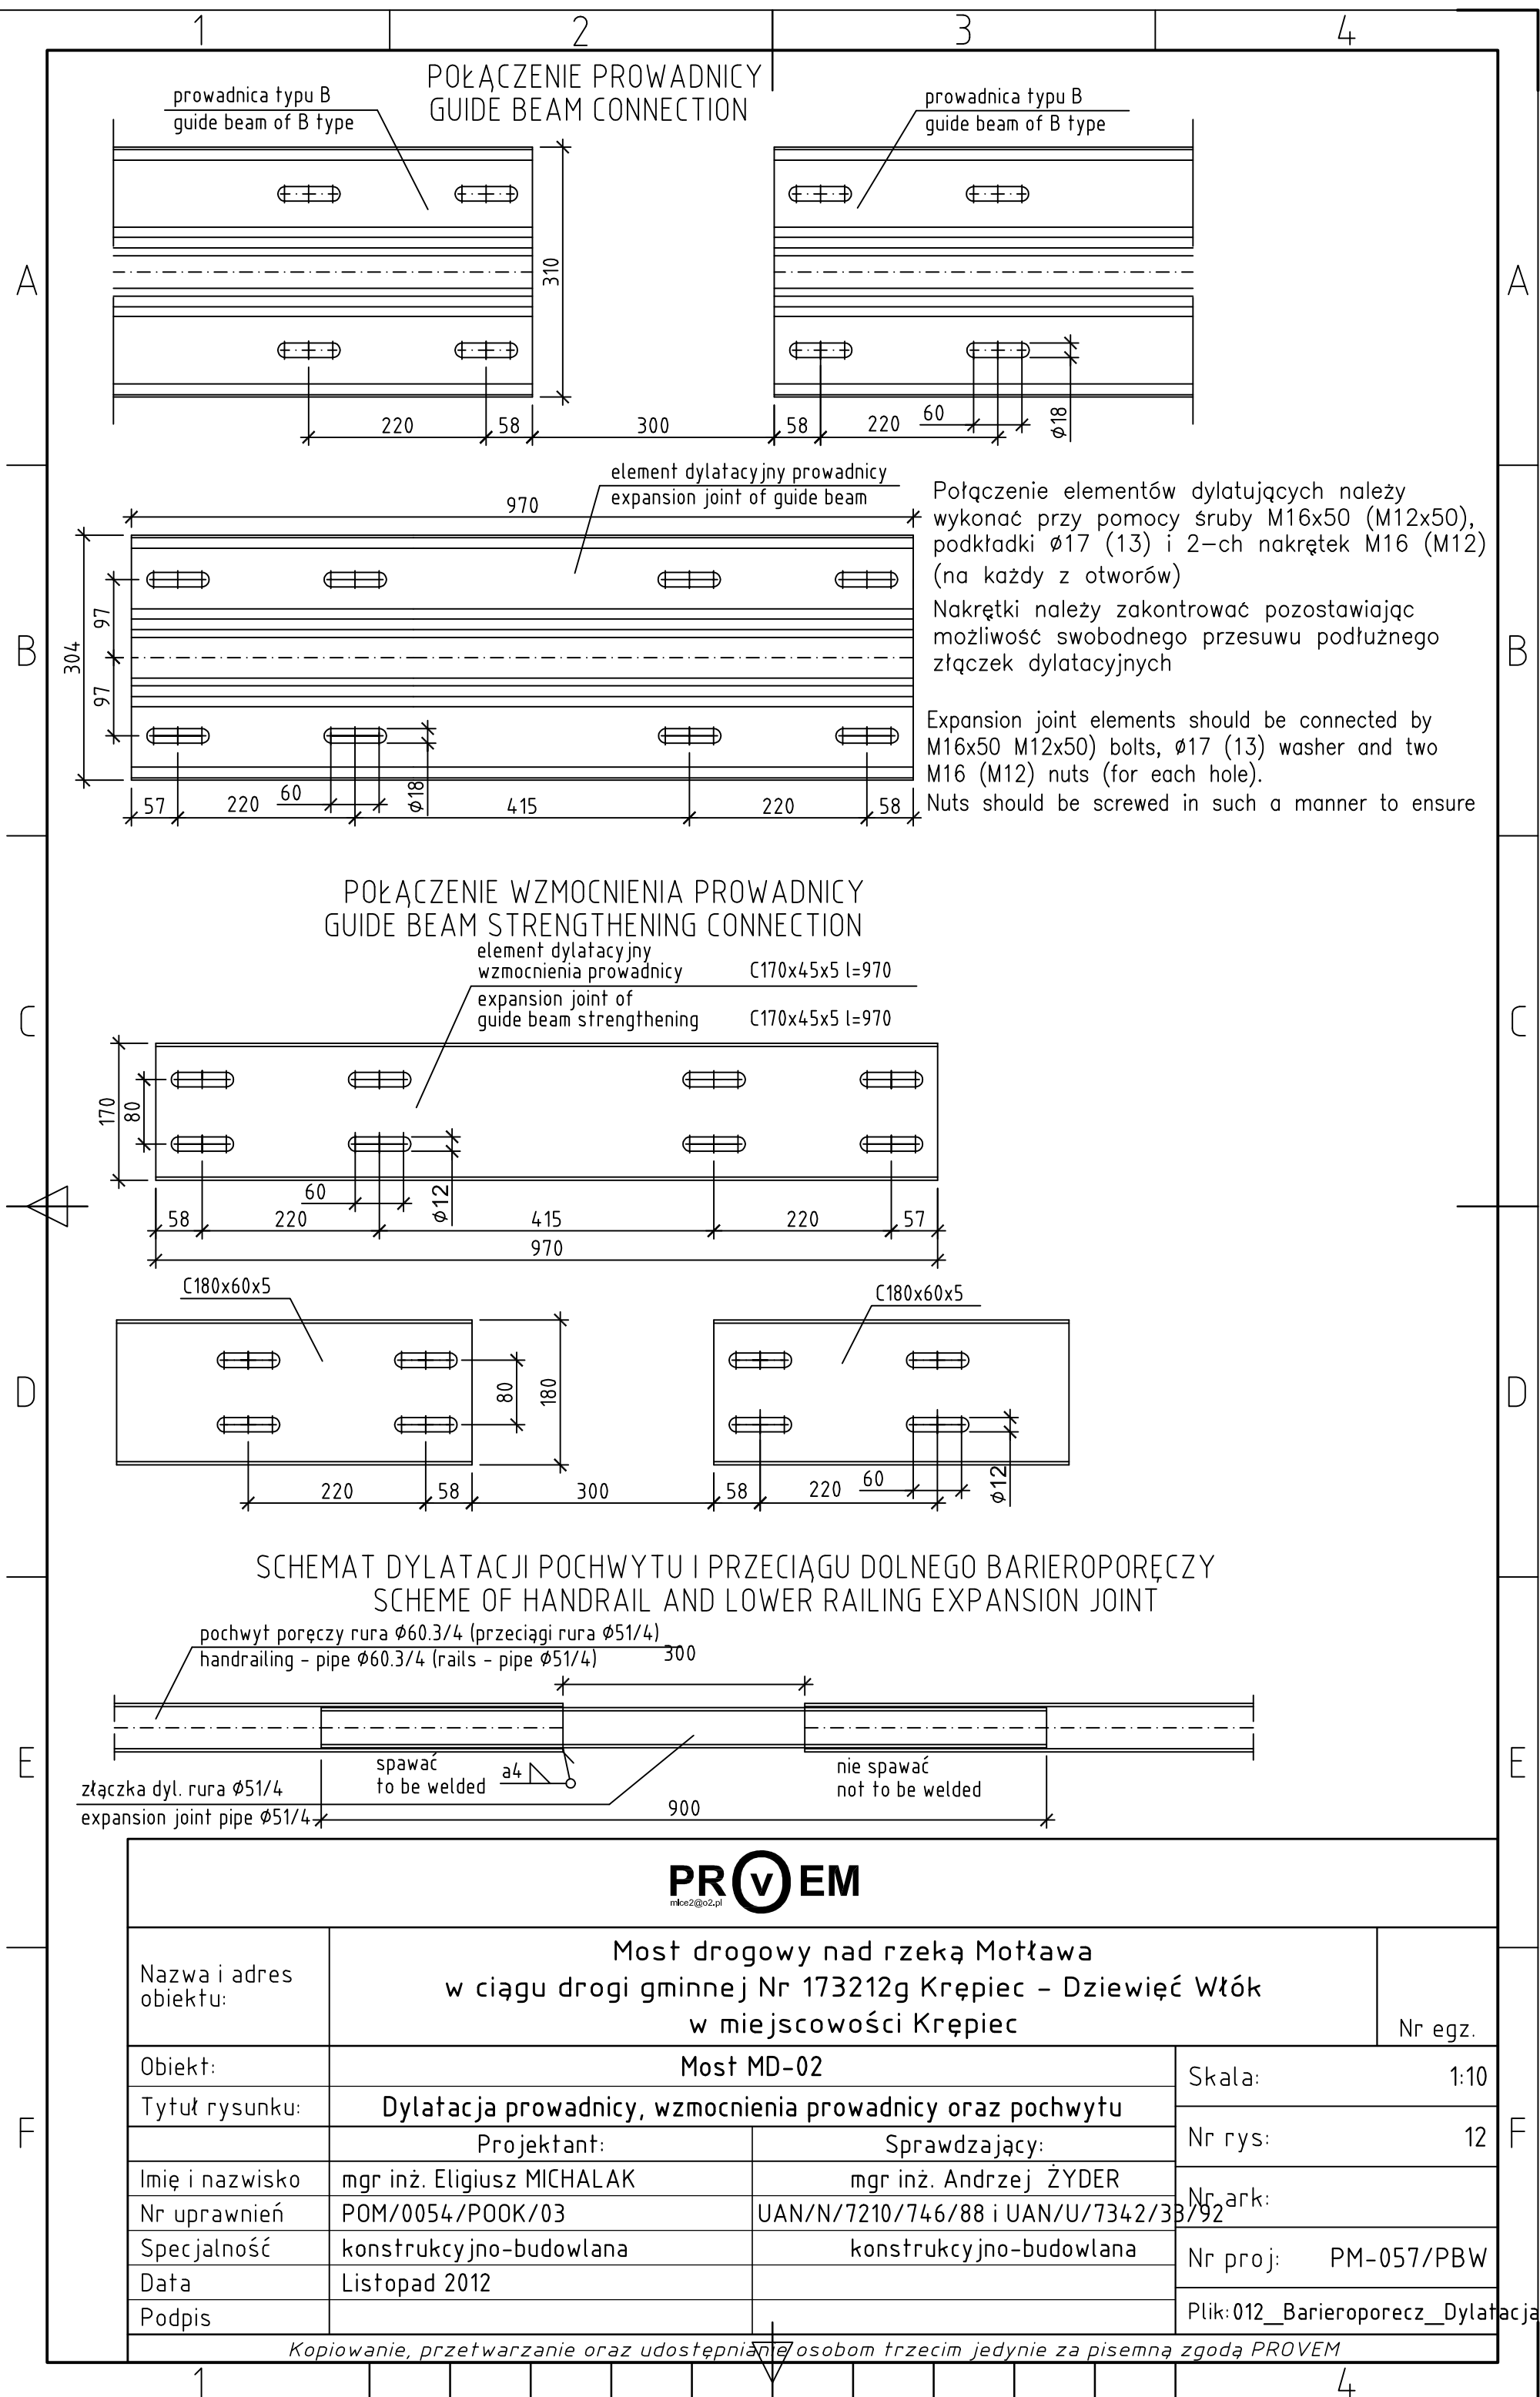 1
2
3
4
POŁĄCZENIE PROWADNICY
GUIDE BEAM CONNECTION
prowadnica typu B
guide beam of B type
prowadnica typu B
guide beam of B type
A
A
310
220
58
300
58
220
60
Ø18
element dylatacyjny prowadnicy
expansion joint of guide beam
970
304
97
97
57
220
60
Ø18
415
220
58
B
B
Połączenie elementów dylatujących należy
wykonać przy pomocy śruby M16x50 (M12x50),
podkładki Ø17 (13) i 2-ch nakrętek M16 (M12)
(na każdy z otworów)
Nakrętki należy zakontrować pozostawiając
możliwość swobodnego przesuwu podłużnego
złączek dylatacyjnych
Expansion joint elements should be connected by
M16x50 M12x50) bolts, Ø17 (13) washer and two
M16 (M12) nuts (for each hole).
Nuts should be screwed in such a manner to ensure
POŁĄCZENIE WZMOCNIENIA PROWADNICY
GUIDE BEAM STRENGTHENING CONNECTION
element dylatacyjny
wzmocnienia prowadnicy C170x45x5 l=970
expansion joint of
guide beam strengthening C170x45x5 l=970
C
C
170
80
60
Ø12
58
220
415
220
57
970
C180x60x5
C180x60x5
D
D
80
180
220
58
300
58
220
60
Ø12
SCHEMAT DYLATACJI POCHWYTU I PRZECIĄGU DOLNEGO BARIEROPORĘCZY
SCHEME OF HANDRAIL AND LOWER RAILING EXPANSION JOINT
pochwyt poręczy rura Ø60.3/4 (przeciągi rura Ø51/4)
handrailing - pipe Ø60.3/4 (rails - pipe Ø51/4)
300
E
E
spawać
to be welded
a4
nie spawać
not to be welded
złączka dyl. rura Ø51/4
expansion joint pipe Ø51/4
900
PROVEM
mlce2@o2.pl
Nazwa i adres
obiektu:
Most drogowy nad rzeką Motława
w ciągu drogi gminnej Nr 173212g Krępiec - Dziewięć Włók
w miejscowości Krępiec
Nr egz.
Obiekt:
Most MD-02
Skala: 1:10
Tytuł rysunku:
Dylatacja prowadnicy, wzmocnienia prowadnicy oraz pochwytu
F
F
Projektant:
Sprawdzający:
Nr rys: 12
Imię i nazwisko
mgr inż. Eligiusz MICHALAK
mgr inż. Andrzej ŻYDER
Nr ark:
Nr uprawnień
POM/0054/POOK/03
UAN/N/7210/746/88 i UAN/U/7342/33/92
Specjalność
konstrukcyjno-budowlana
konstrukcyjno-budowlana
Nr proj: PM-057/PBW
Data
Listopad 2012
Podpis
Plik: 012_Barieroporecz_Dylatacja
Kopiowanie, przetwarzanie oraz udostępnianie osobom trzecim jedynie za pisemną zgodą PROVEM
1
4